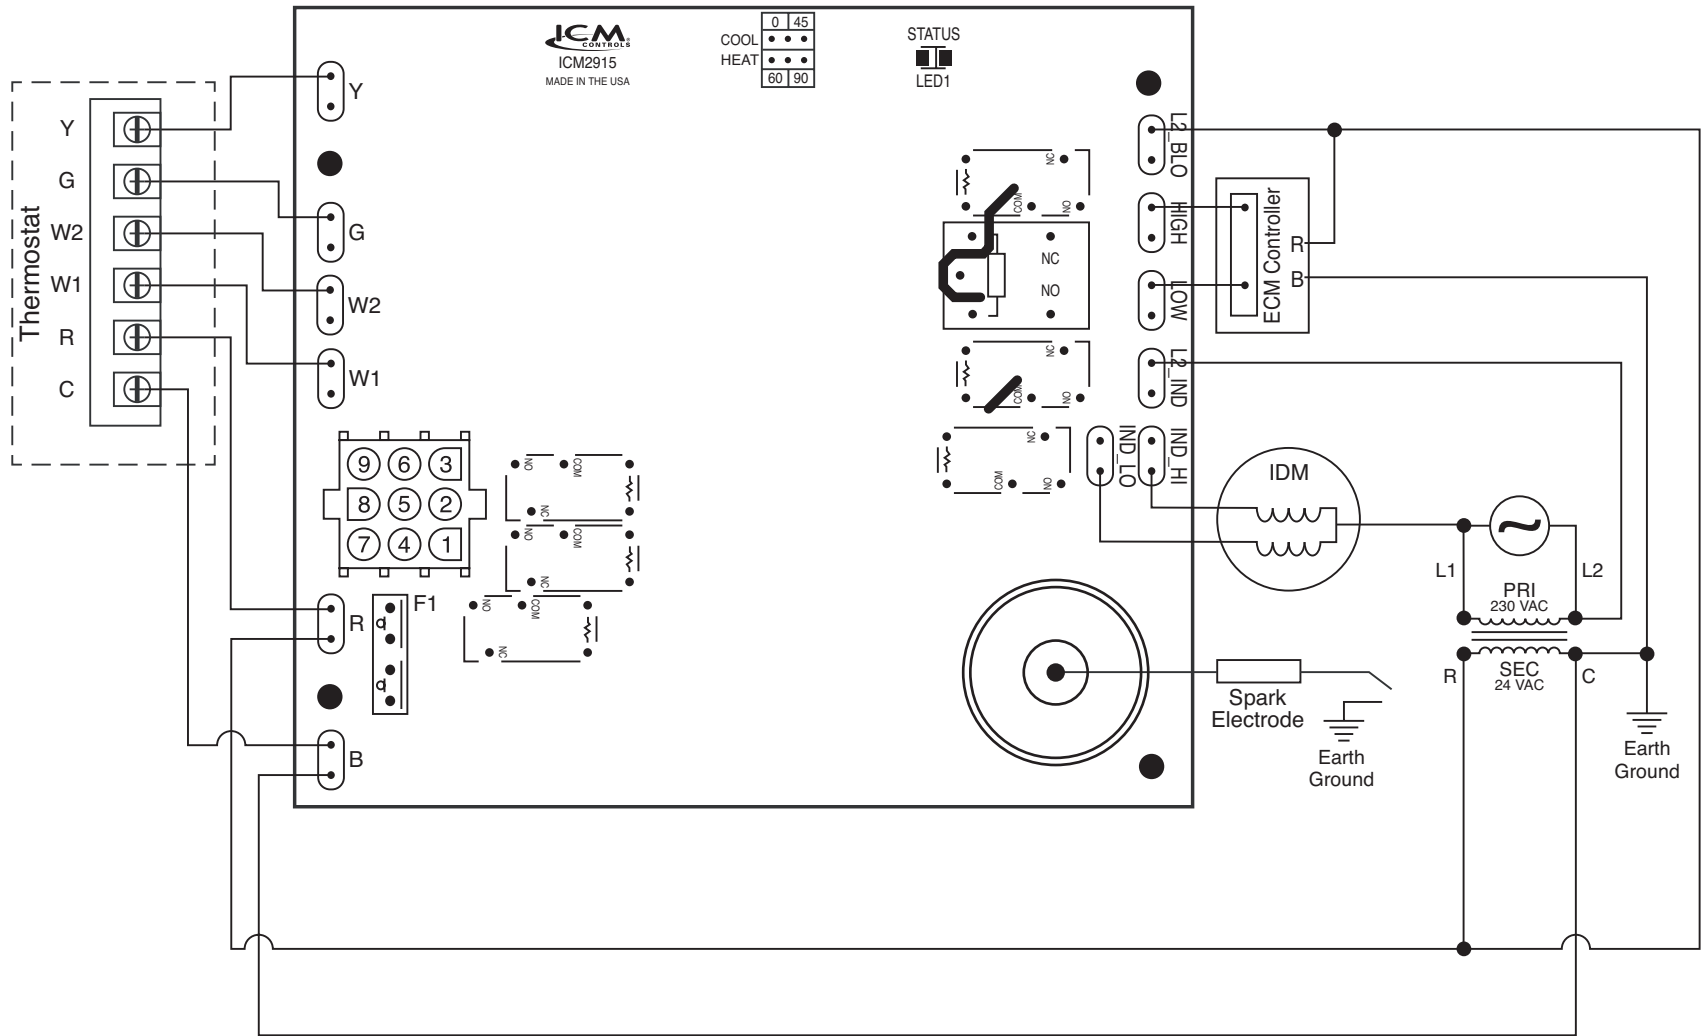 ICM
CONTROLS
ICM2915
MADE IN THE USA
0 45
COOL
HEAT
60 90
STATUS
LED1
Thermostat
Y
G
W2
W1
R
C
Y
G
W2
W1
9 6 3
8 5 2
7 4 1
R
F1
B
NO COM
NC
NO COM
NC
NO COM
NC
NC
COM NO
NC
NO
NC
COM NO
NC
COM NO
L2_BLO
HIGH
LOW
L2_IND
IND_LO
IND_HI
ECM Controller
R
B
IDM
L1
L2
PRI
230 VAC
SEC
24 VAC
R
C
Spark
Electrode
Earth
Ground
Earth
Ground